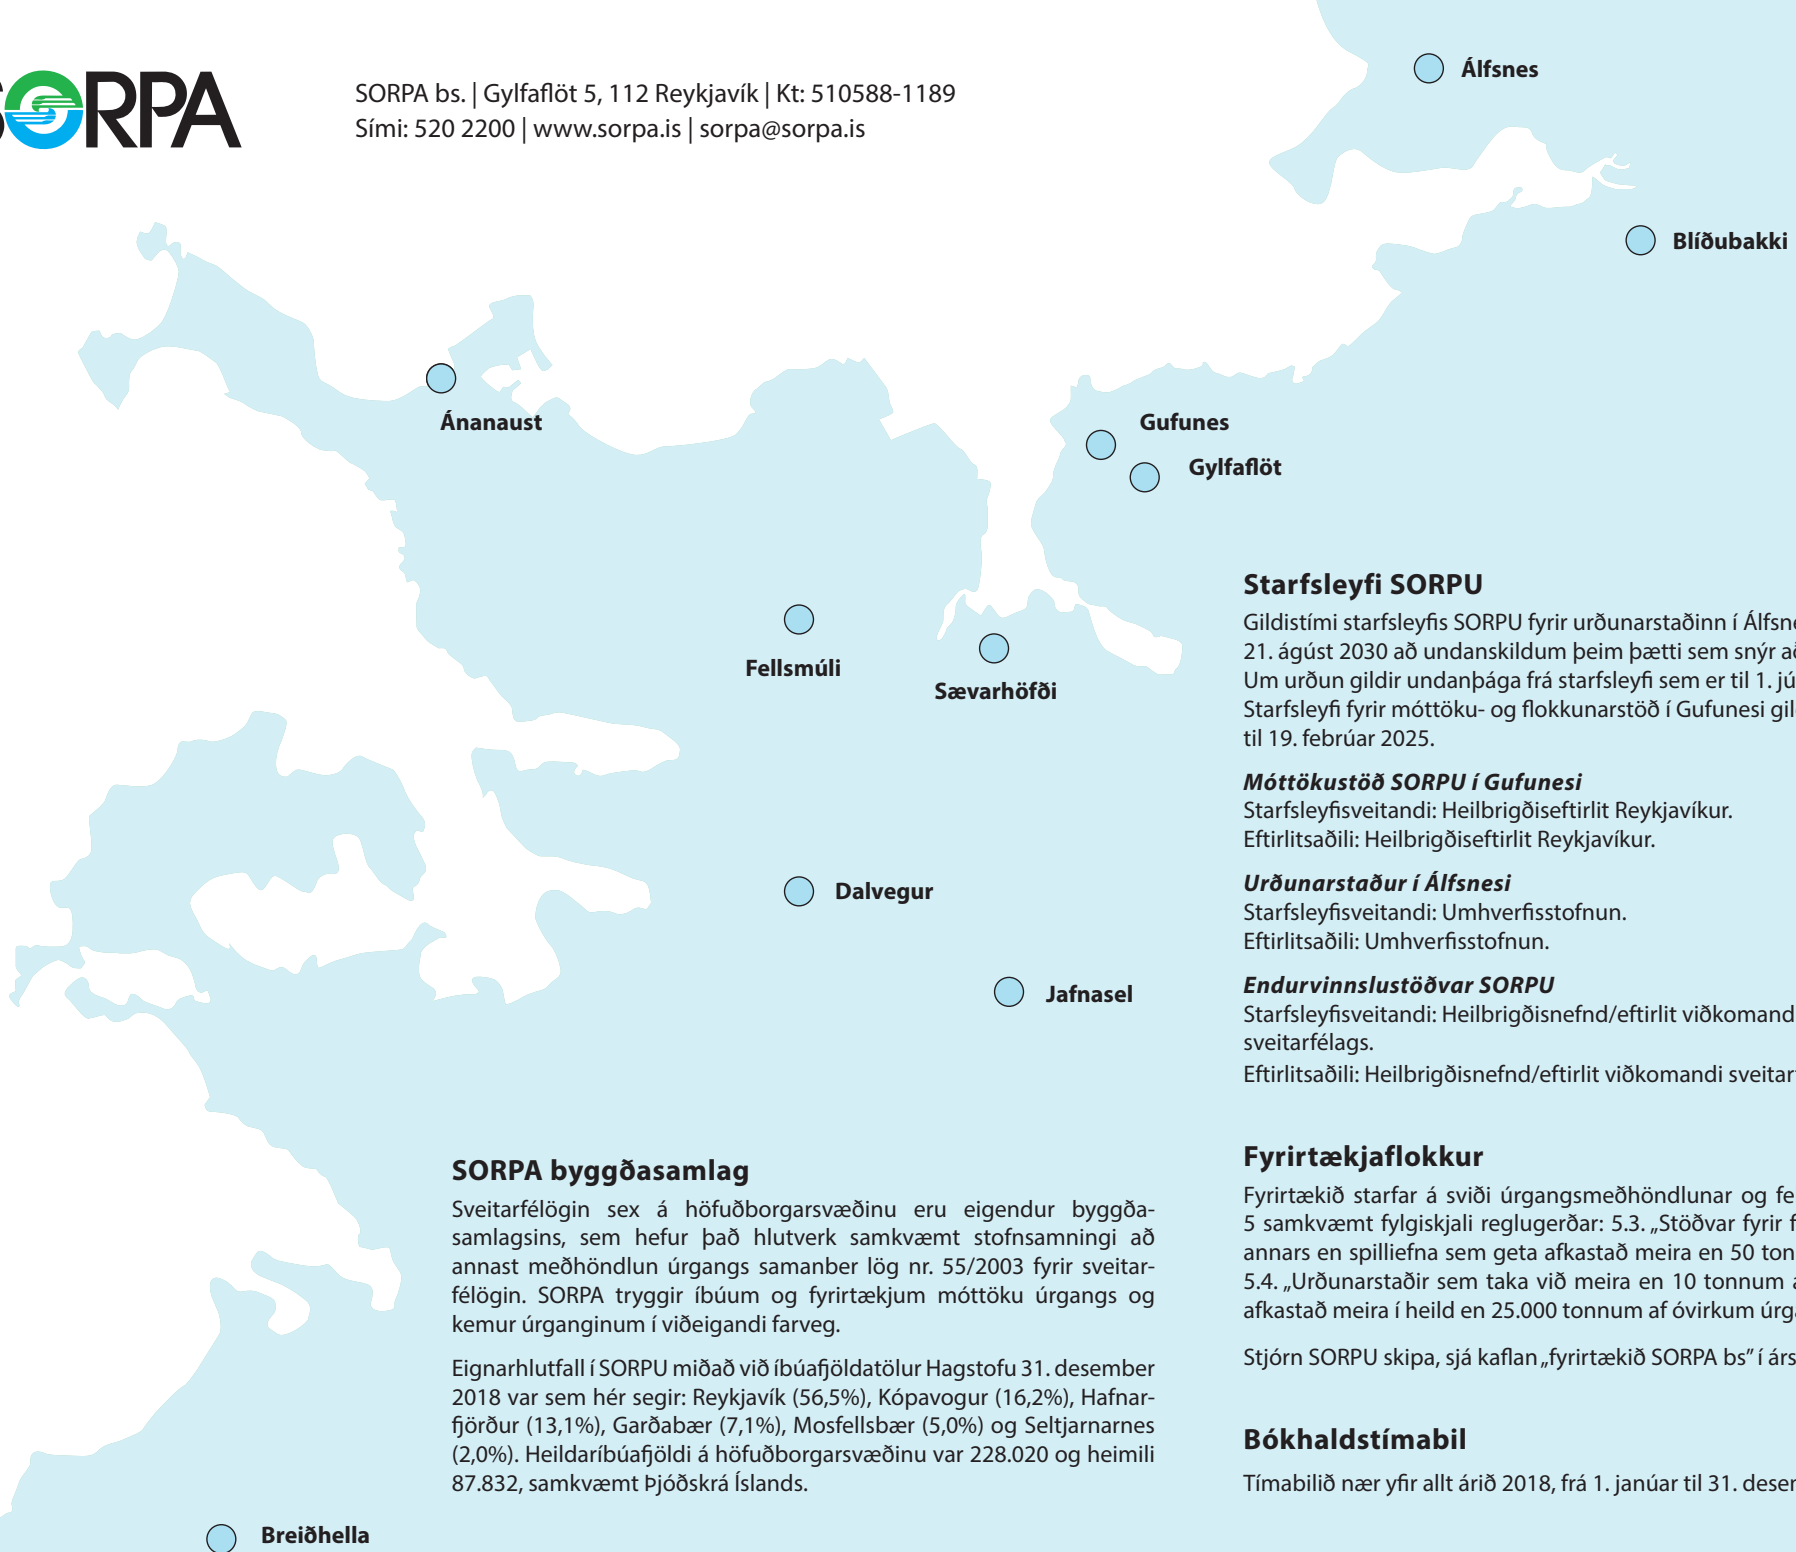 SORPA
SORPA bs. | Gylfaflöt 5, 112 Reykjavík | Kt: 510588-1189
Sími: 520 2200 | www.sorpa.is | sorpa@sorpa.is
Álfsnes
Blíðubakki
Ánanaust
Gufunes
Gylfaflöt
Fellsmúli
Sævarhöfði
Dalvegur
Jafnasel
Breiðhella
SORPA byggðasamlag
Sveitarfélögin sex á höfuðborgarsvæðinu eru eigendur byggða-
samlagsins, sem hefur það hlutverk samkvæmt stofnsamningi að
annast meðhöndlun úrgangs samanber lög nr. 55/2003 fyrir sveitar-
félögin. SORPA tryggir íbúum og fyrirtækjum móttöku úrgangs og
kemur úrganginum í viðeigandi farveg.
Eignarhlutfall í SORPU miðað við íbúafjöldatölur Hagstofu 31. desember
2018 var sem hér segir: Reykjavík (56,5%), Kópavogur (16,2%), Hafnar-
fjörður (13,1%), Garðabær (7,1%), Mosfellsbær (5,0%) og Seltjarnarnes
(2,0%). Heildaríbúafjöldi á höfuðborgarsvæðinu var 228.020 og heimili
87.832, samkvæmt Þjóðskrá Íslands.
Starfsleyfi SORPU
Gildistími starfsleyfis SORPU fyrir urðunarstaðinn í
21. ágúst 2030 að undanskildum þeim þætti sem snýr
Um urðun gildir undanþága frá starfsleyfi sem er til 1.
Starfsleyfi fyrir móttöku- og flokkunarstöð í Gufunesi
til 19. febrúar 2025.
Móttökustöð SORPU í Gufunesi
Starfsleyfisveitandi: Heilbrigðiseftirlit Reykjavíkur.
Eftirlitsaðili: Heilbrigðiseftirlit Reykjavíkur.
Urðunarstaður í Álfsnesi
Starfsleyfisveitandi: Umhverfisstofnun.
Eftirlitsaðili: Umhverfisstofnun.
Endurvinnslustöðvar SORPU
Starfsleyfisveitandi: Heilbrigðisnefnd/eftirlit
sveitarfélags.
Eftirlitsaðili: Heilbrigðisnefnd/eftirlit viðkomandi
Fyrirtækjaflokkur
Fyrirtækið starfar á sviði úrgangsmeðhöndlunar og
5 samkvæmt fylgiskjali reglugerðar: 5.3. „Stöðvar fyrir
annars en spilliefna sem geta afkastað meira en 50
5.4. „Urðunarstaðir sem taka við meira en 10 tonnum
afkastað meira í heild en 25.000 tonnum af óvirkum
Stjórn SORPU skipa, sjá kaflan „fyrirtækið SORPA bs” í
Bókhaldstímabil
Tímabilið nær yfir allt árið 2018, frá 1. janúar til 31.